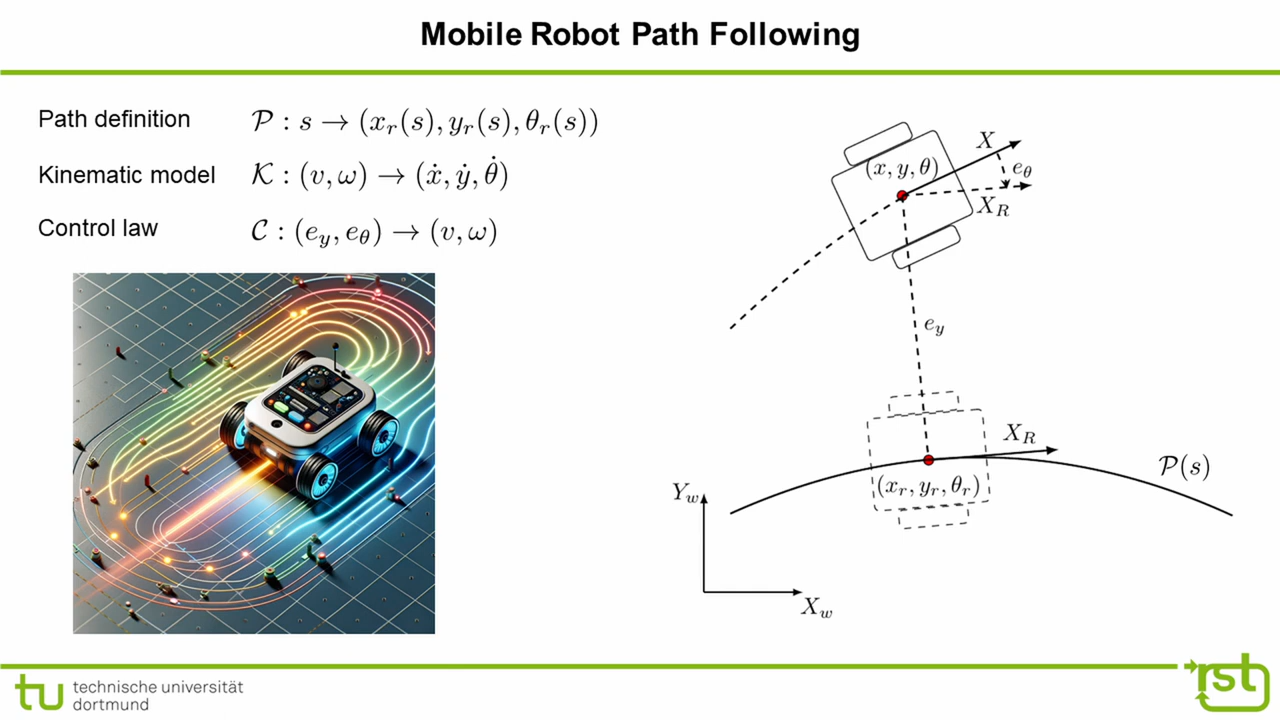 Mobile Robot Path Following
Path definition 𝒫 : s → (x_r(s), y_r(s), θ_r(s))
Kinematic model 𝒦 : (v, ω) → (ẋ, ẏ, θ̇)
Control law 𝒞 : (e_y, e_θ) → (v, ω)
X
(x, y, θ)
e_θ
X_R
e_y
X_R
𝒫(s)
(x_r, y_r, θ_r)
Y_w
X_w
tu technische universität
dortmund
rst